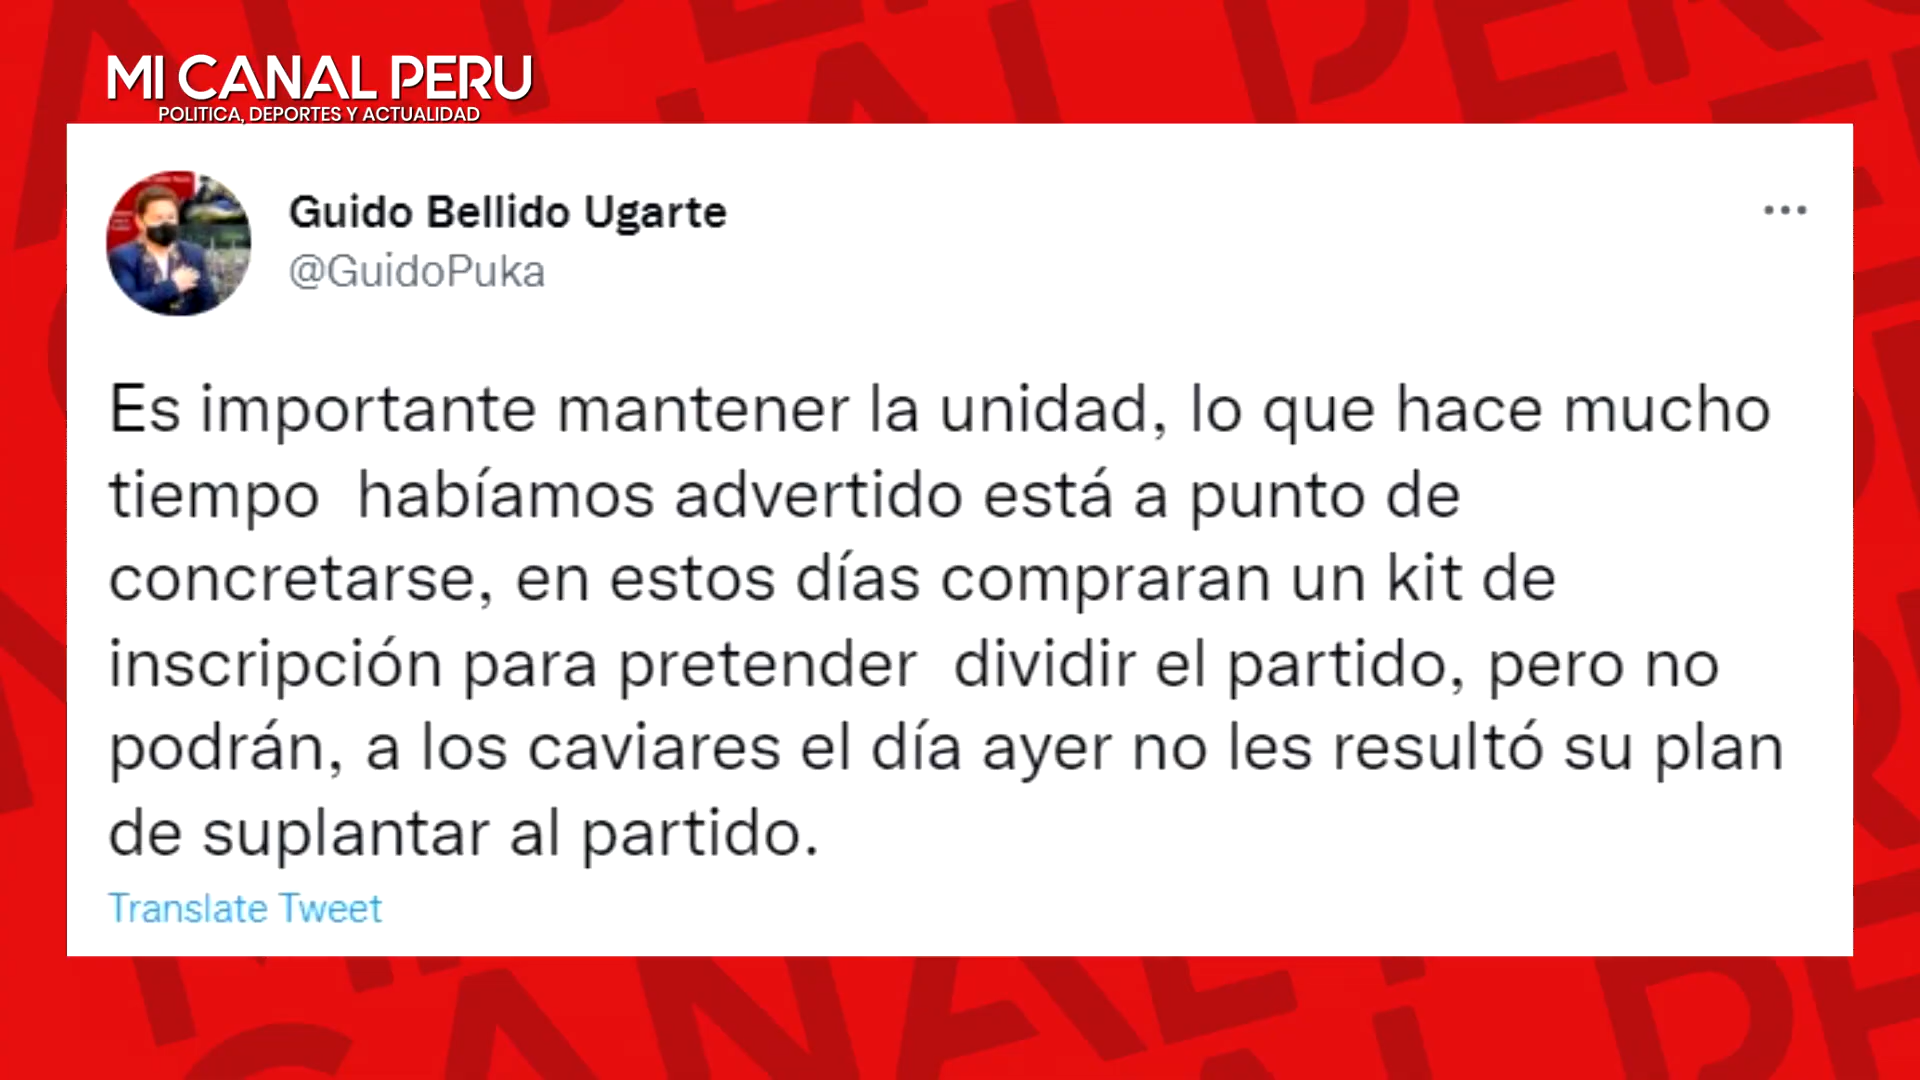 MI CANAL PERU
POLITICA, DEPORTES Y ACTUALIDAD
Guido Bellido Ugarte
@GuidoPuka
Es importante mantener la unidad, lo que hace mucho
tiempo habíamos advertido está a punto de
concretarse, en estos días compraran un kit de
inscripción para pretender dividir el partido, pero no
podrán, a los caviares el día ayer no les resultó su plan
de suplantar al partido.
Translate Tweet